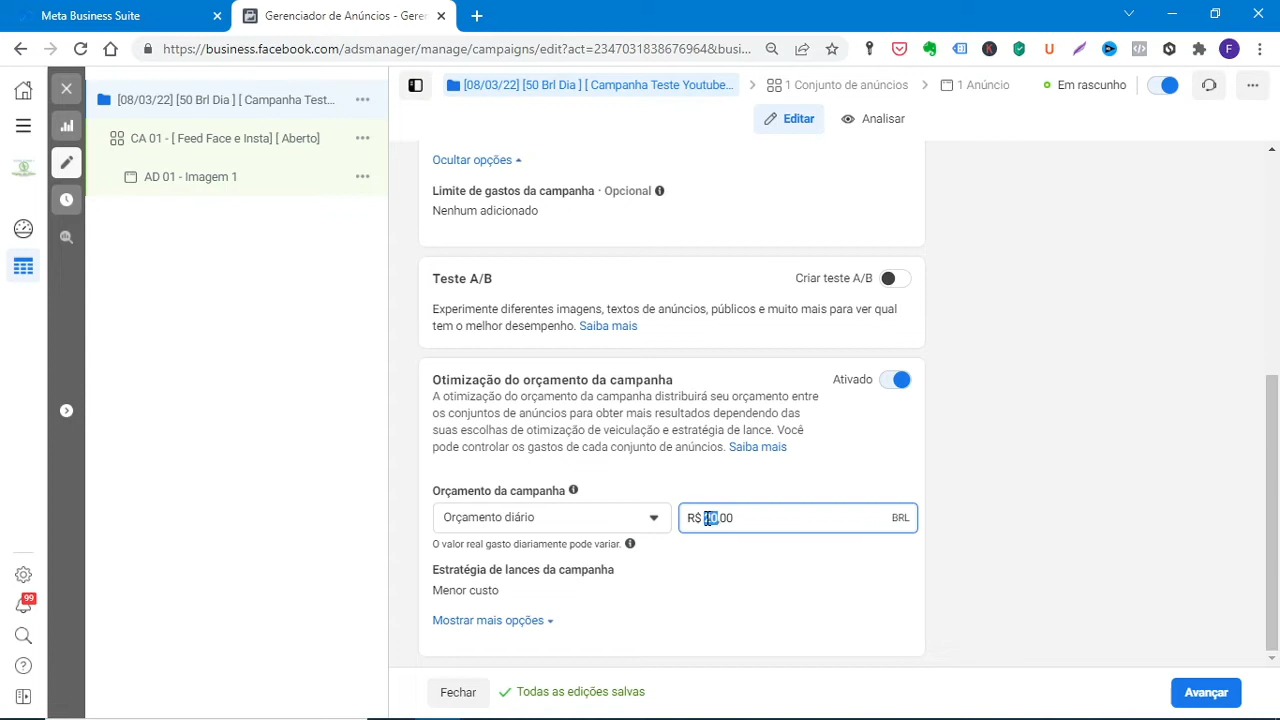 Meta Business Suite
Gerenciador de Anúncios - Geren
https://business.facebook.com/adsmanager/manage/campaigns/edit?act=234703183867696​4&busi...
[08/03/22] [50 Brl Dia ] [ Campanha Test...
CA 01 - [ Feed Face e Insta] [ Aberto]
AD 01 - Imagem 1
[08/03/22] [50 Brl Dia ] [ Campanha Teste Youtube...
1 Conjunto de anúncios
1 Anúncio
Em rascunho
Editar
Analisar
Ocultar opções
Limite de gastos da campanha · Opcional
Nenhum adicionado
Teste A/B
Criar teste A/B
Experimente diferentes imagens, textos de anúncios, públicos e muito mais para ver qual
tem o melhor desempenho. Saiba mais
Otimização do orçamento da campanha
Ativado
A otimização do orçamento da campanha distribuirá seu orçamento entre
os conjuntos de anúncios para obter mais resultados dependendo das
suas escolhas de otimização de veiculação e estratégia de lance. Você
pode controlar os gastos de cada conjunto de anúncios. Saiba mais
Orçamento da campanha
Orçamento diário
R$
,00
BRL
O valor real gasto diariamente pode variar.
Estratégia de lances da campanha
Menor custo
Mostrar mais opções
99
Fechar
Todas as edições salvas
Avançar